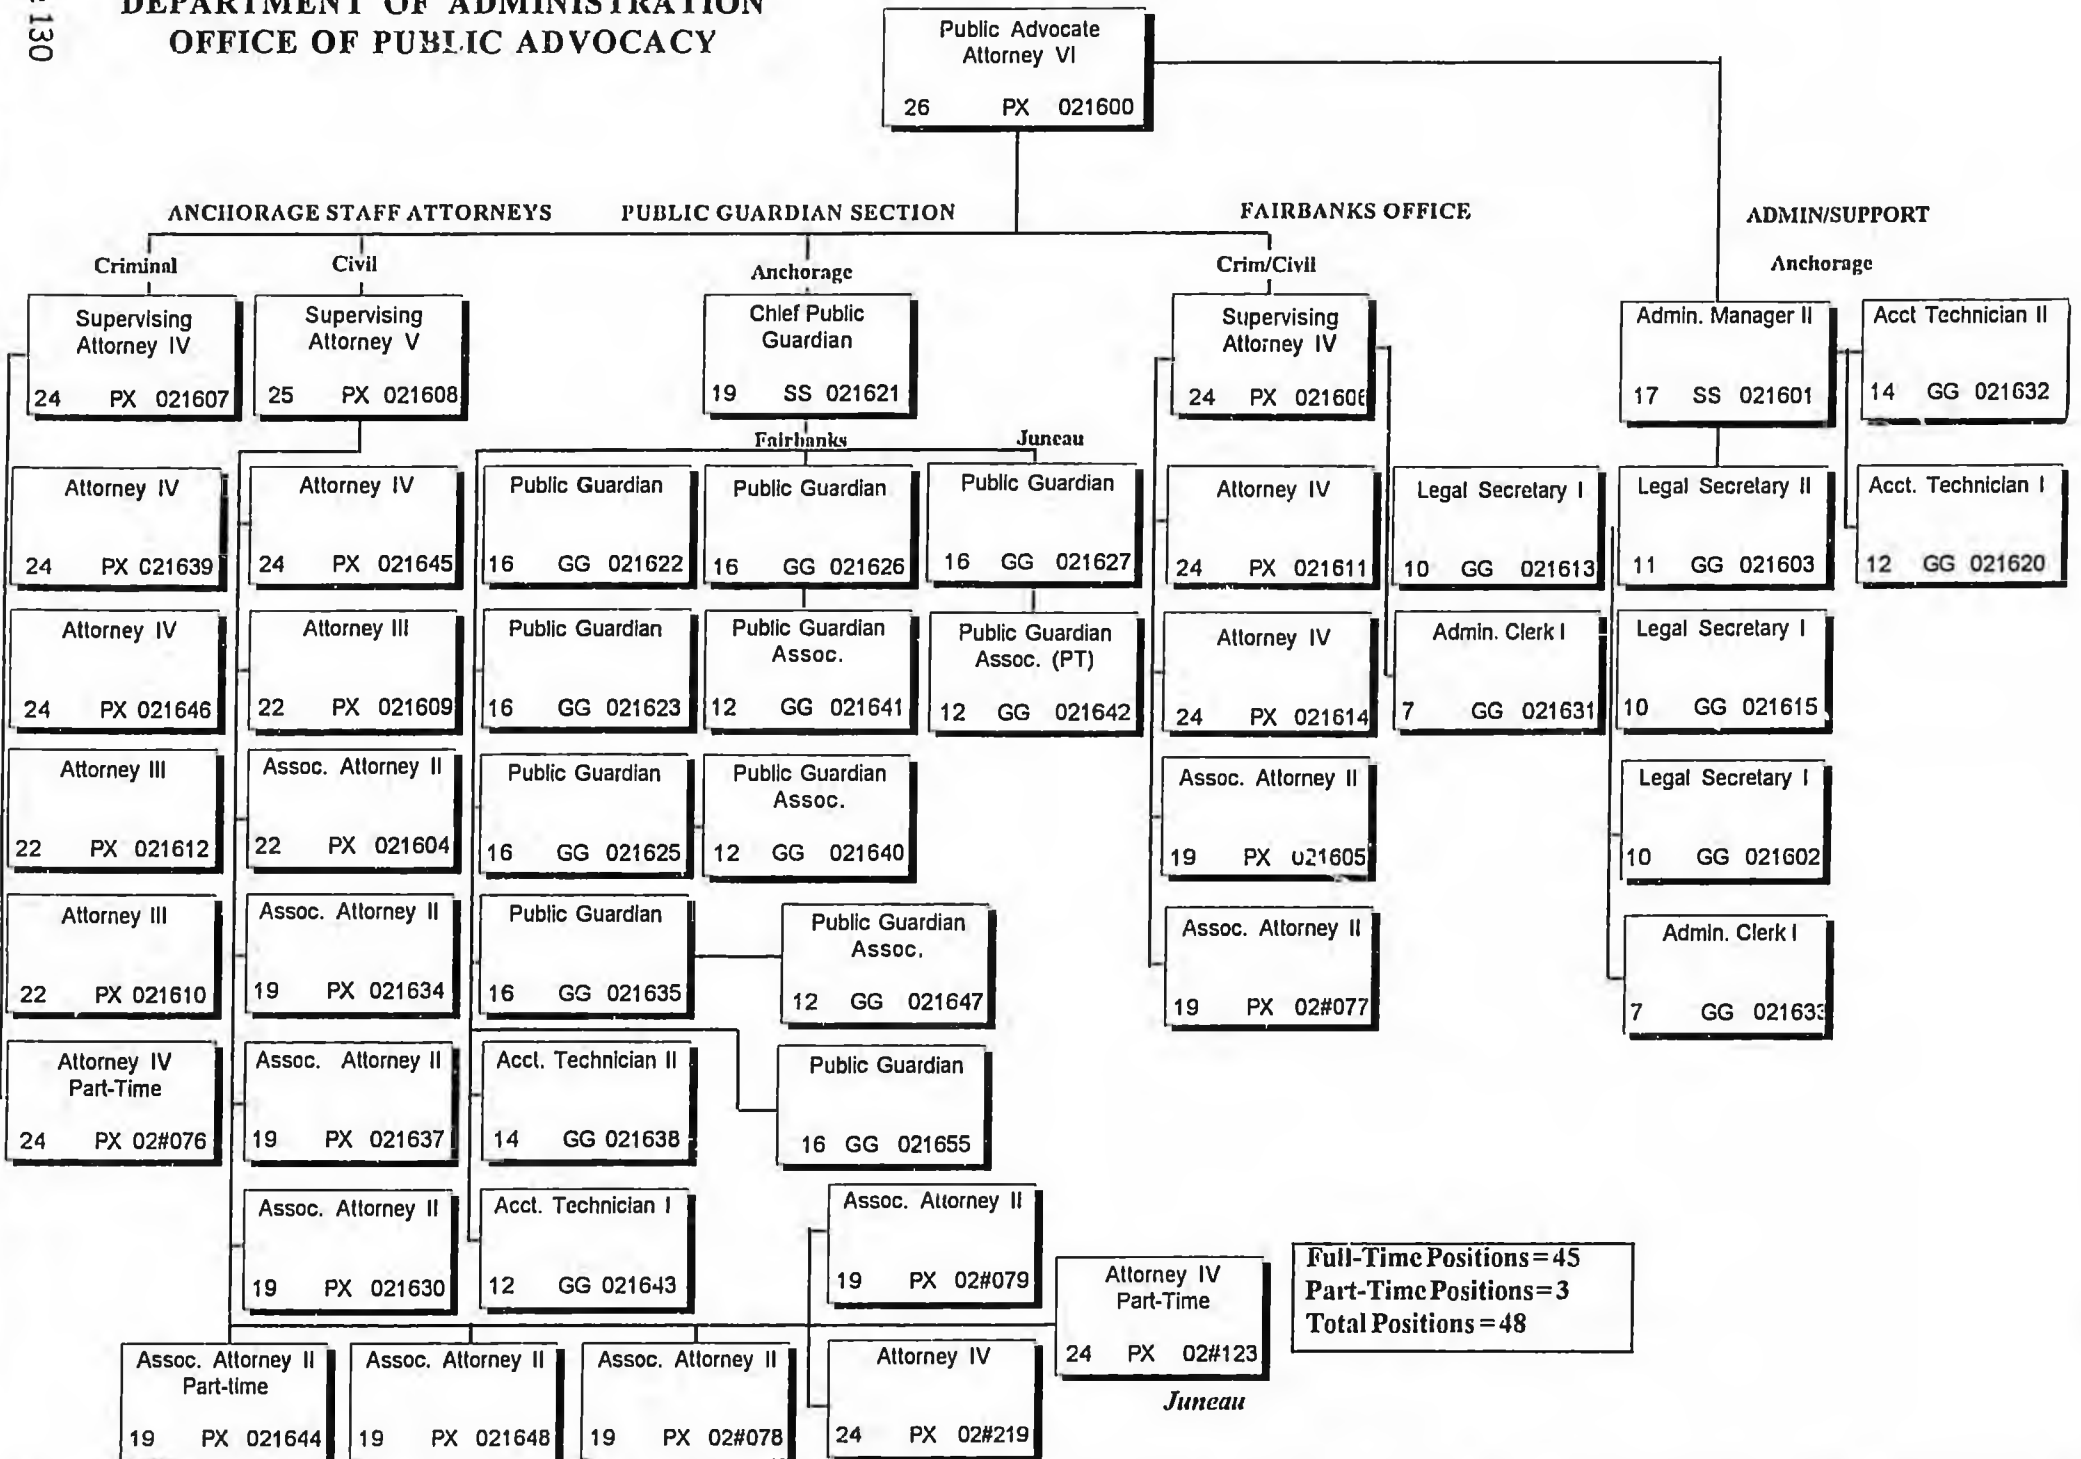 130
DEPARTMENT OF ADMINISTRATION
OFFICE OF PUBLIC ADVOCACY
Public Advocate
Attorney VI
26 PX 021600
ANCHORAGE STAFF ATTORNEYS
PUBLIC GUARDIAN SECTION
FAIRBANKS OFFICE
ADMIN/SUPPORT
Criminal
Civil
Anchorage
Crim/Civil
Anchorage
Supervising
Attorney IV
24 PX 021607
Supervising
Attorney V
25 PX 021608
Chief Public
Guardian
19 SS 021621
Supervising
Attorney IV
24 PX 021606
Admin. Manager II
17 SS 021601
Acct Technician II
14 GG 021632
Fairbanks
Juneau
Attorney IV
24 PX C21639
Attorney IV
24 PX 021645
Public Guardian
16 GG 021622
Public Guardian
16 GG 021626
Public Guardian
16 GG 021627
Attorney IV
24 PX 021611
Legal Secretary I
10 GG 021613
Legal Secretary II
11 GG 021603
Acct. Technician I
12 GG 021620
Attorney IV
24 PX 021646
Attorney III
22 PX 021609
Public Guardian
16 GG 021623
Public Guardian
Assoc.
12 GG 021641
Public Guardian
Assoc. (PT)
12 GG 021642
Attorney IV
24 PX 021614
Admin. Clerk I
7 GG 021631
Legal Secretary I
10 GG 021615
Attorney III
22 PX 021612
Assoc. Attorney II
22 PX 021604
Public Guardian
16 GG 021625
Public Guardian
Assoc.
12 GG 021640
Assoc. Attorney II
19 PX 021605
Legal Secretary I
10 GG 021602
Attorney III
22 PX 021610
Assoc. Attorney II
19 PX 021634
Public Guardian
16 GG 021635
Public Guardian
Assoc.
12 GG 021647
Assoc. Attorney II
19 PX 02#077
Admin. Clerk I
7 GG 021633
Attorney IV
Part-Time
24 PX 02#076
Assoc. Attorney II
19 PX 021637
Acct. Technician II
14 GG 021638
Public Guardian
16 GG 021655
Assoc. Attorney II
19 PX 021630
Acct. Technician I
12 GG 021643
Assoc. Attorney II
19 PX 02#079
Attorney IV
Part-Time
24 PX 02#123
Juneau
Full-Time Positions=45
Part-Time Positions=3
Total Positions=48
Assoc. Attorney II
Part-time
19 PX 021644
Assoc. Attorney II
19 PX 021648
Assoc. Attorney II
19 PX 02#078
Attorney IV
24 PX 02#219